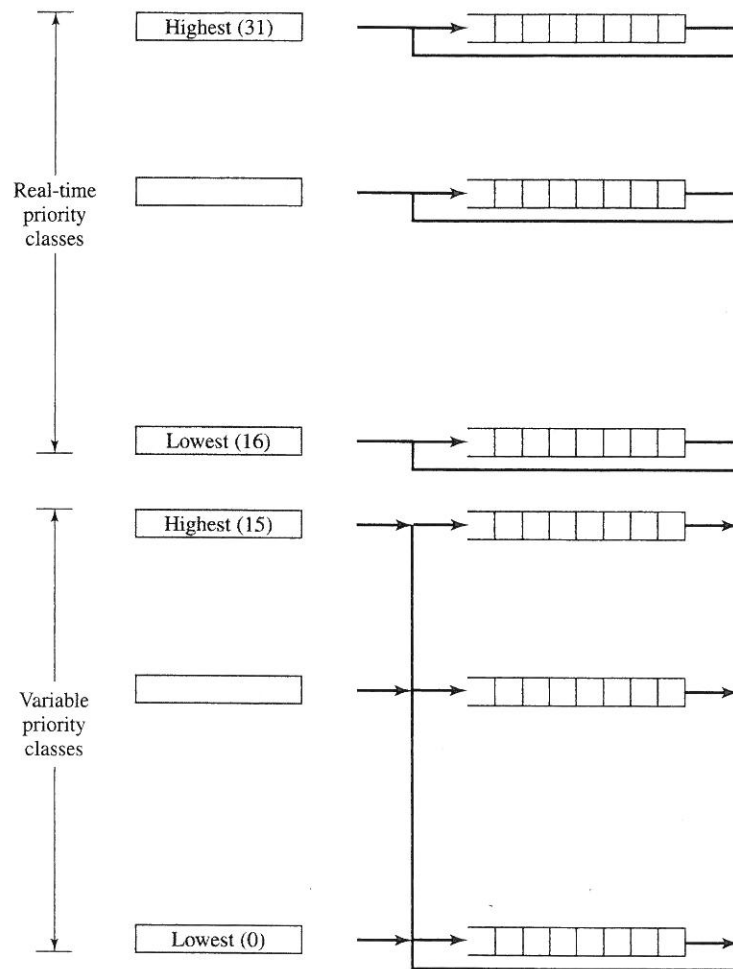 Highest (31)
Real-time
priority
classes
Lowest (16)
Highest (15)
Variable
priority
classes
Lowest (0)